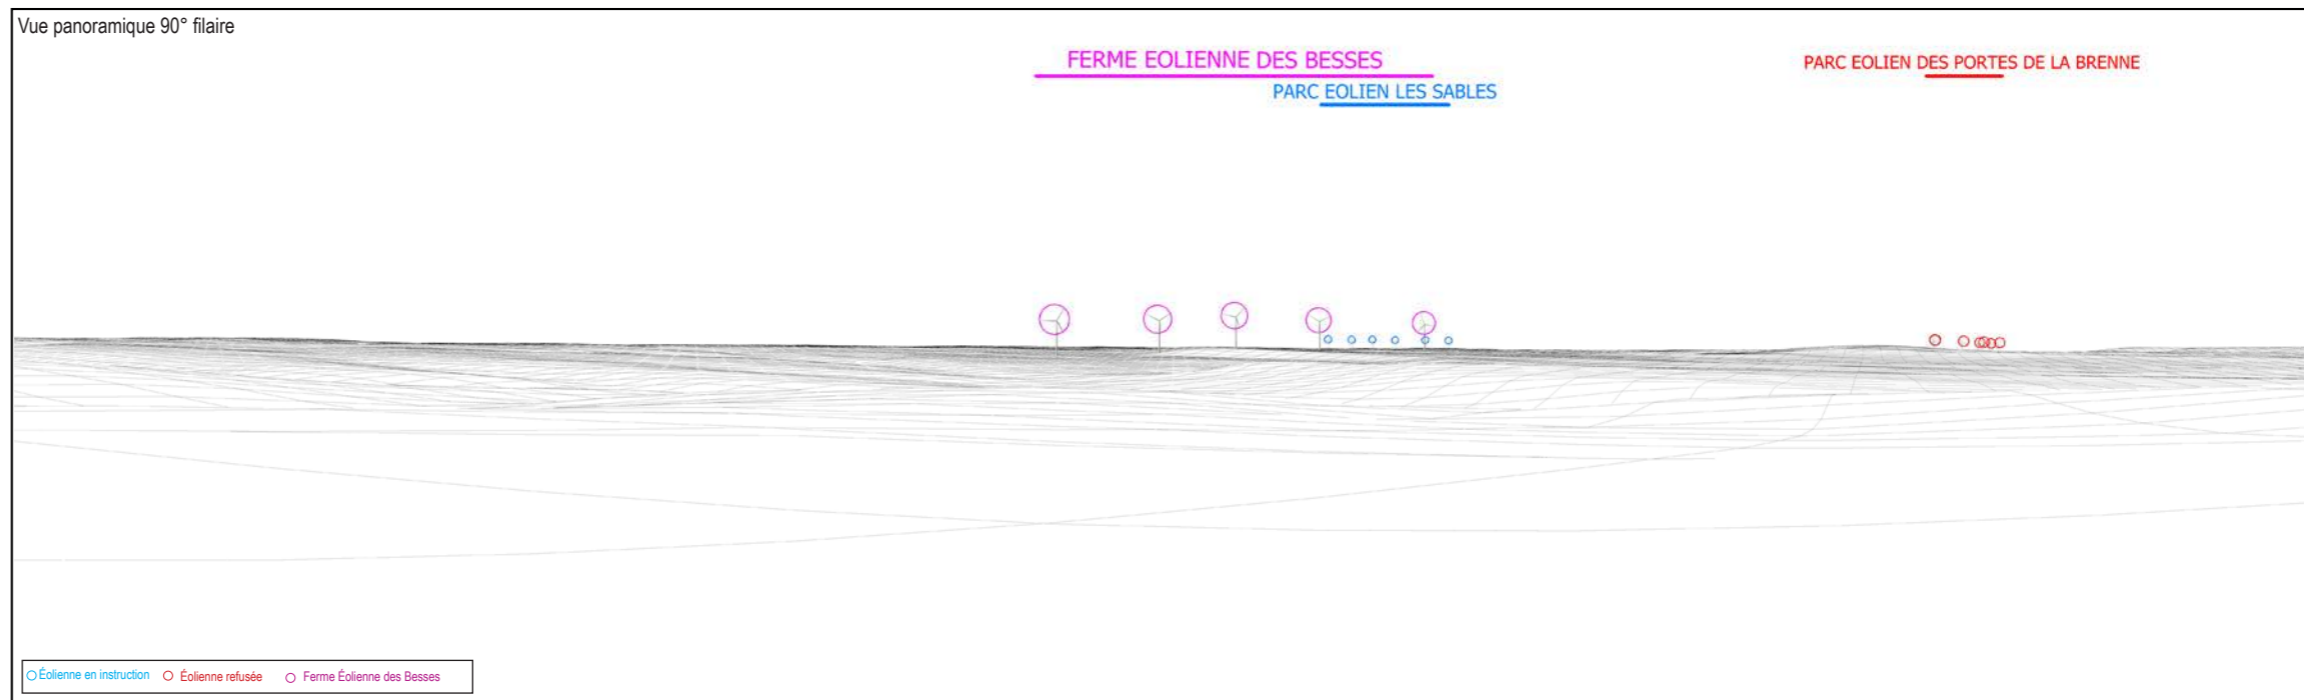 Vue panoramique 90° filaire
FERME EOLIENNE DES BESSES
PARC EOLIEN LES SABLES
PARC EOLIEN DES PORTES DE LA BRENNE
Éolienne en instruction
Éolienne refusée
Ferme Éolienne des Besses